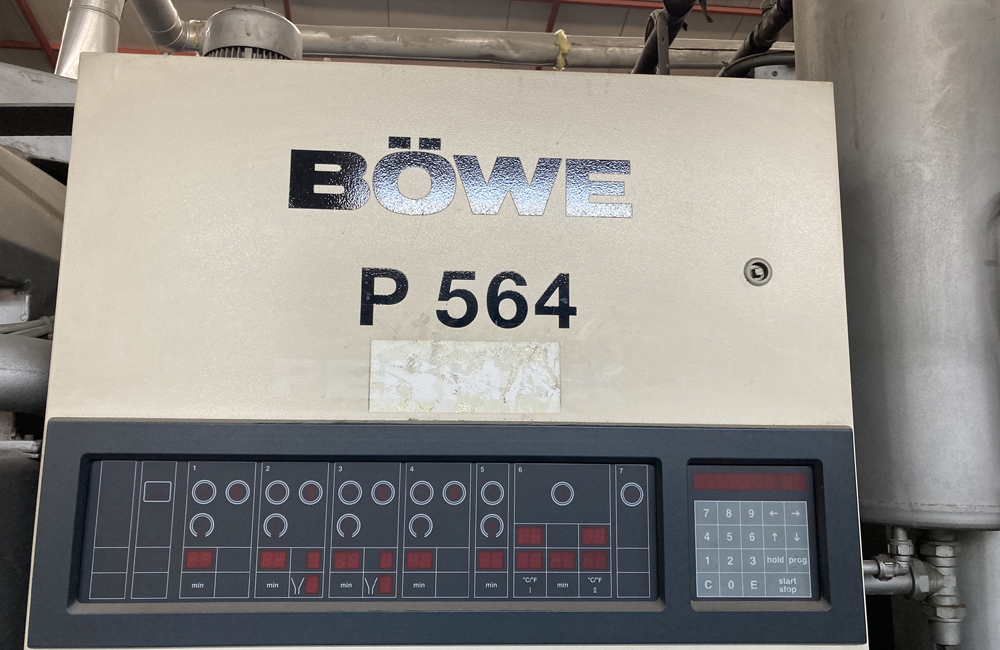 BÖWE
P 564
1 2 3 4 5 6 7
min min min min min °C/°F min °C/°F
I II
7 8 9 ← →
4 5 6 ↑ ↓
1 2 3 hold prog
C 0 E start
stop